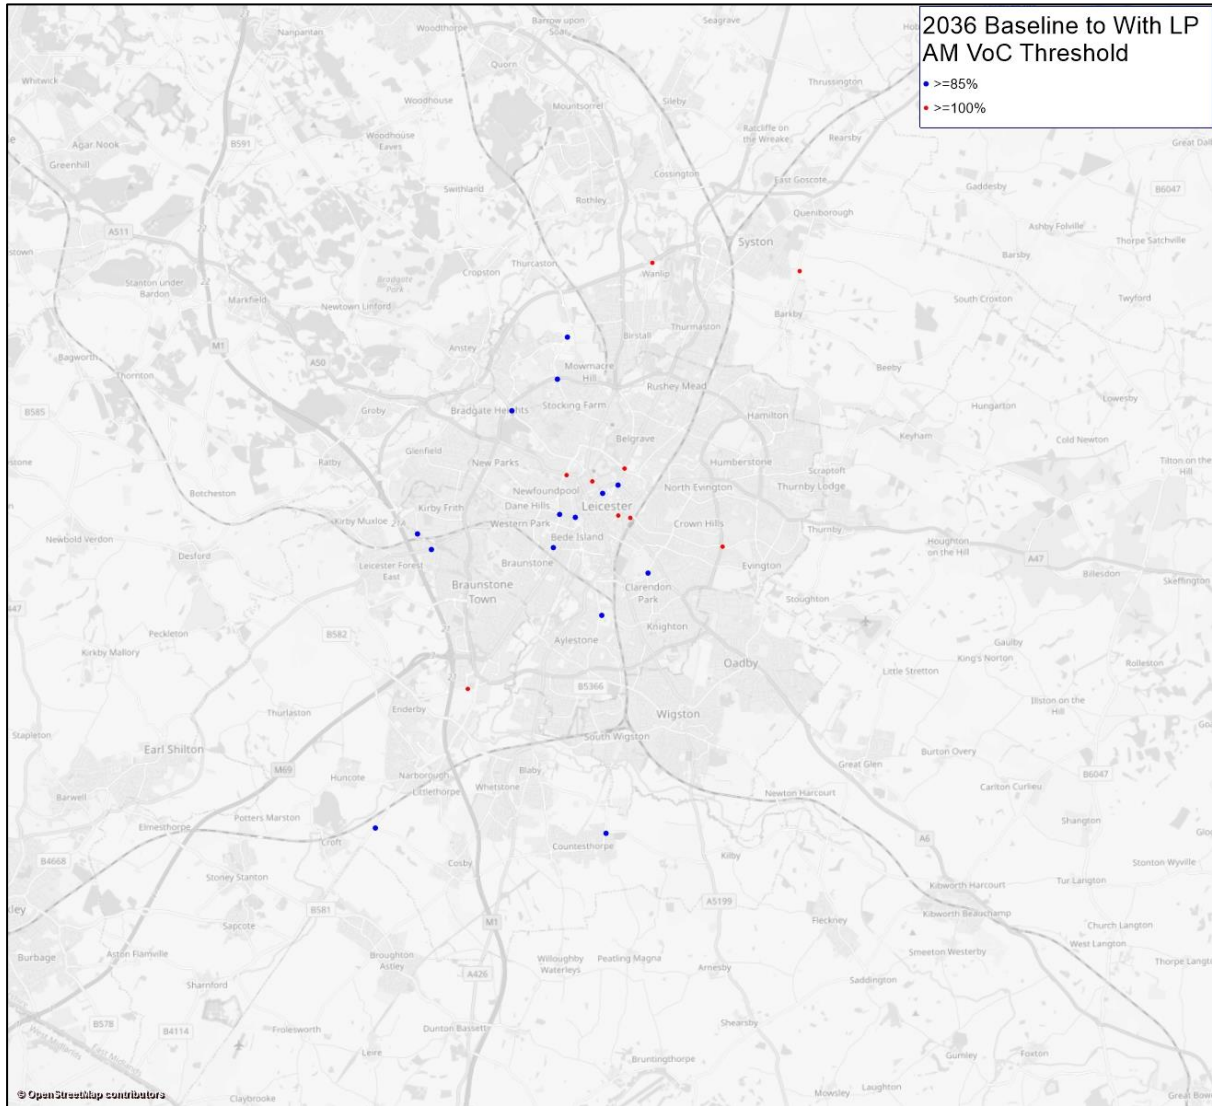 2036 Baseline to With LP
AM VoC Threshold
>=85%
>=100%
Nanpantan
Woodthorpe
Barrow upon
Soar
Seagrave
Whitwick
Quorn
Thrussington
Woodhouse
Mountsorrel
Sileby
Agar Nook
B591
Woodhouse
Eaves
Ratcliffe on
the Wreake
Rearsby
Greenhill
Cossington
East Goscote
Gaddesby
B6047
Swithland
Rothley
Queniborough
Ashby Folville
A511
22
Syston
Thorpe Satchville
Thurcaston
Barsby
Cropston
Wanlip
Stanton under
Bardon
Bradgate
Park
Markfield
Newtown Linford
Barkby
South Croxton
Twyford
Thurmaston
Birstall
M1
Anstey
A50
Bagworth
Mowmacre
Hill
Beeby
Thornton
Rushey Mead
Lowesby
B585
Groby
Bradgate Heights
Stocking Farm
Hungarton
Hamilton
Belgrave
Keyham
Cold Newton
Glenfield
Ratby
New Parks
Humberstone
Scraptoft
Tilton on the
Hill
Botcheston
Newfoundpool
North Evington
Thurnby Lodge
Kirby Muxloe
21A
Kirby Frith
Dane Hills
Leicester
Western Park
Crown Hills
Thurnby
Newbold Verdon
Bede Island
Houghton
on the Hill
Desford
Leicester Forest
East
Braunstone
Evington
A47
Billesdon
Skeffington
Braunstone
Town
Clarendon
Park
Stoughton
Peckleton
B582
Knighton
Aylestone
Gaulby
Kirkby Mallory
King's Norton
Rolleston
Oadby
Little Stretton
B5366
Thurlaston
Enderby
Wigston
Illston on the
Hill
Stapleton
South Wigston
Earl Shilton
Burton Overy
M69
Huncote
Narborough
Blaby
Great Glen
B6047
Littlethorpe
Whetstone
Newton Harcourt
Carlton Curlieu
Barwell
Potters Marston
Elmesthorpe
Shangton
Croft
Countesthorpe
A6
B4668
Cosby
Kilby
Stonton Wyville
Stoney Stanton
Tur Langton
Kibworth Harcourt
B581
A5199
Kibworth Beauchamp
Sapcote
Fleckney
Church Langton
M1
West Langton
Burbage
Aston Flamville
Broughton
Astley
Willoughby
Waterleys
Peatling Magna
Smeeton Westerby
Arnesby
Saddington
A426
Sharnford
B578
B4114
Frolesworth
Dunton Bassett
Shearsby
Leire
Bruntingthorpe
Gumley
Foxton
Laughton
Mowsley
Claybrooke
© OpenStreetMap contributors